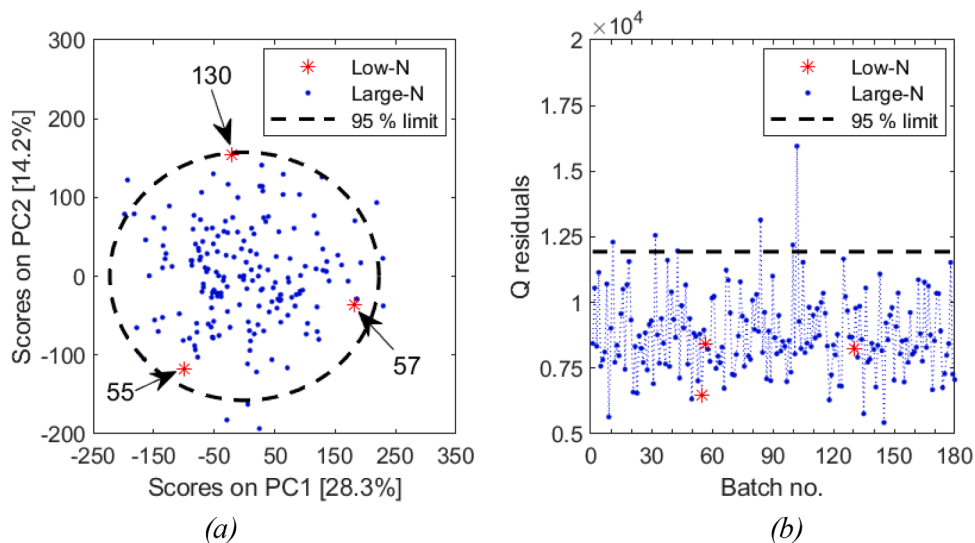 300
200
100
0
-100
-200
-250
-150
-50
50
150
250
350
Scores on PC2 [14.2%]
Scores on PC1 [28.3%]
Low-N
Large-N
95 % limit
130
57
55
(a)
×10⁴
2
1.75
1.5
1.25
1
0.75
0.5
0
30
60
90
120
150
180
Q residuals
Batch no.
Low-N
Large-N
95 % limit
(b)